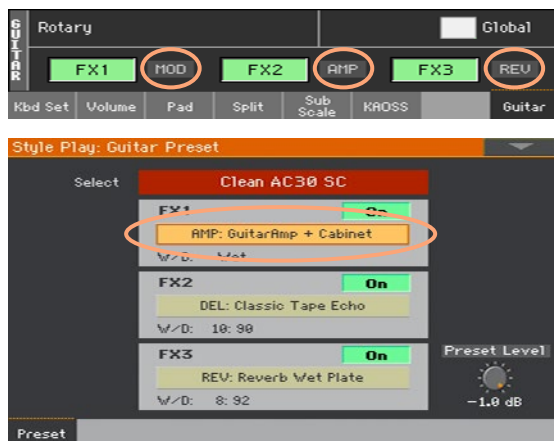 GUITAR
Rotary
Global
FX1 MOD FX2 AMP FX3 REV
Kbd Set Volume Pad Split Sub Scale KAOSS Guitar
Style Play: Guitar Preset
Select Clean AC30 SC
FX1 On
AMP: GuitarAmp + Cabinet
W/D: Wet
FX2 On
DEL: Classic Tape Echo
W/D: 10:90
FX3 On
Preset Level
REV: Reverb Wet Plate
W/D: 8:92
-1.0 dB
Preset